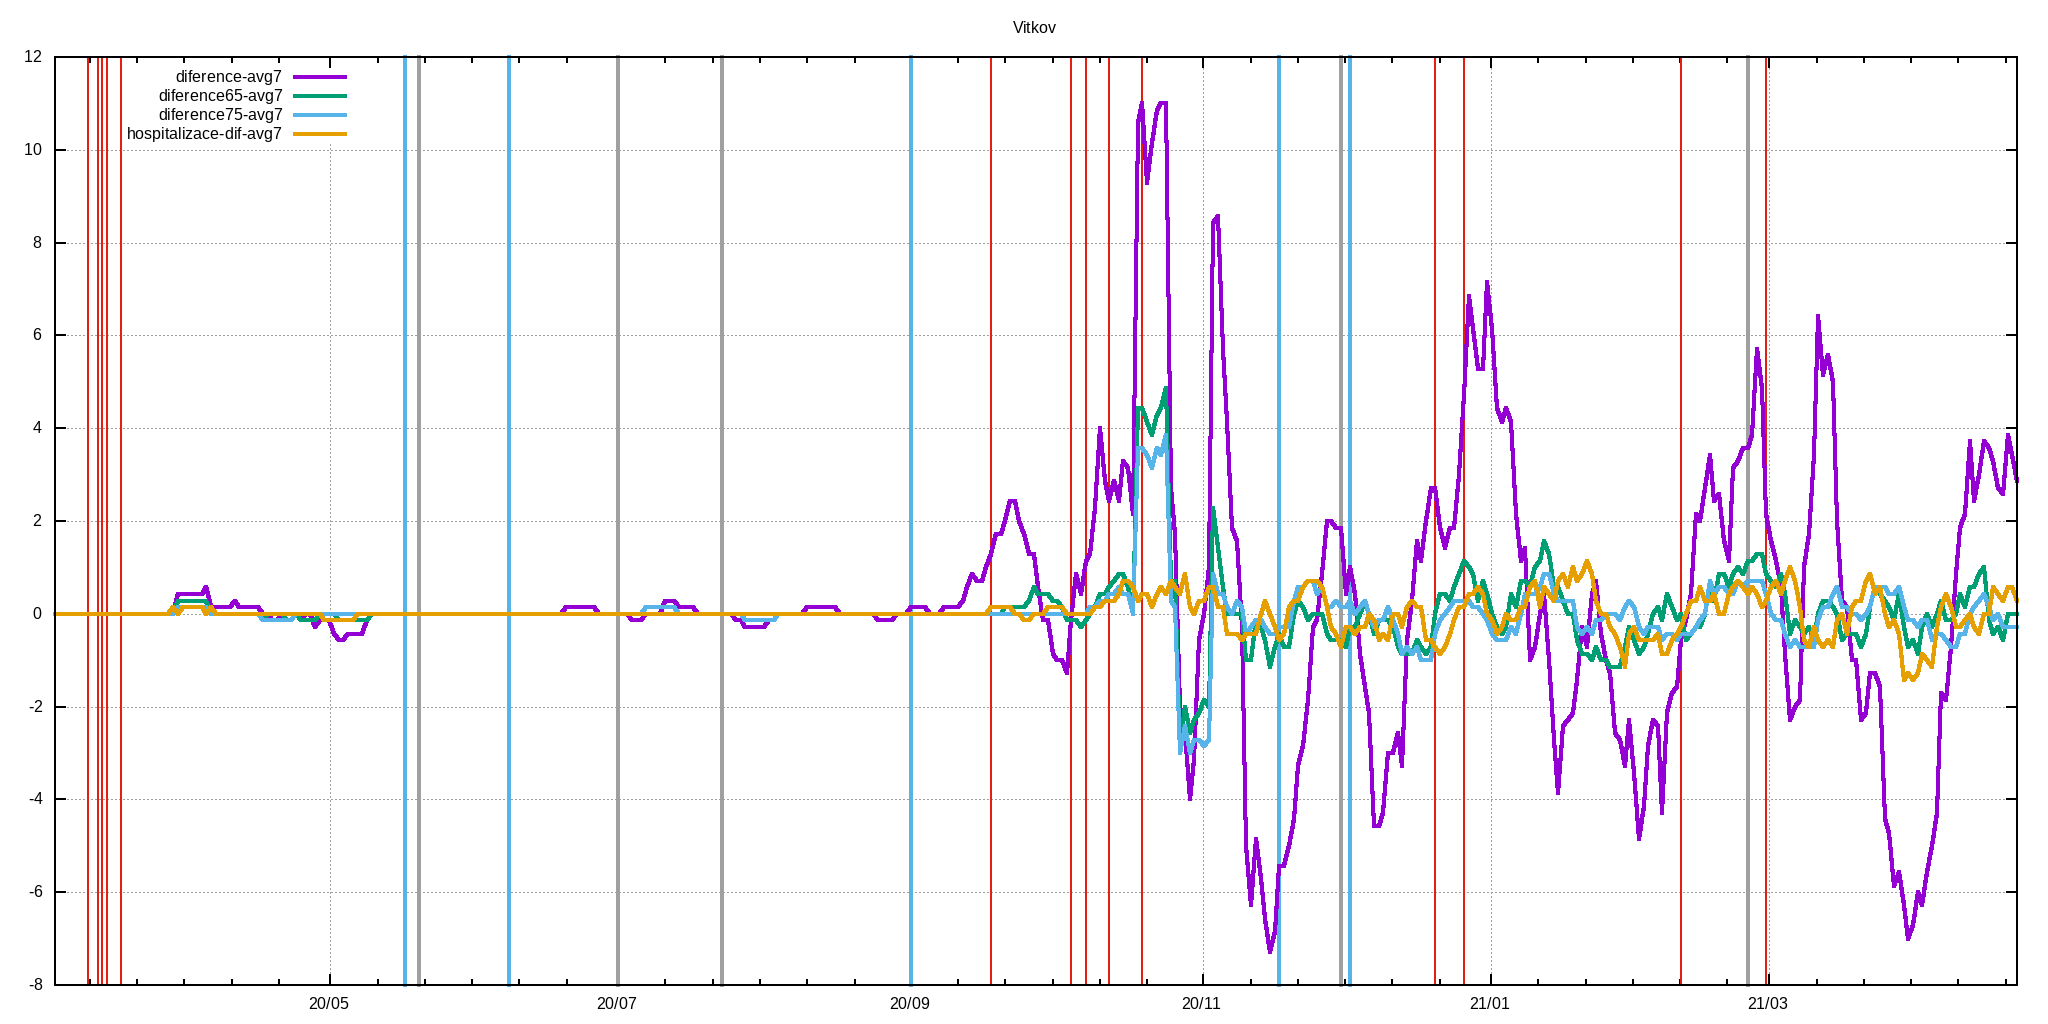 Vitkov
12
diference-avg7
diference65-avg7
diference75-avg7
hospitalizace-dif-avg7
10
8
6
4
2
0
-2
-4
-6
-8
20/05 20/07 20/09 20/11 21/01 21/03